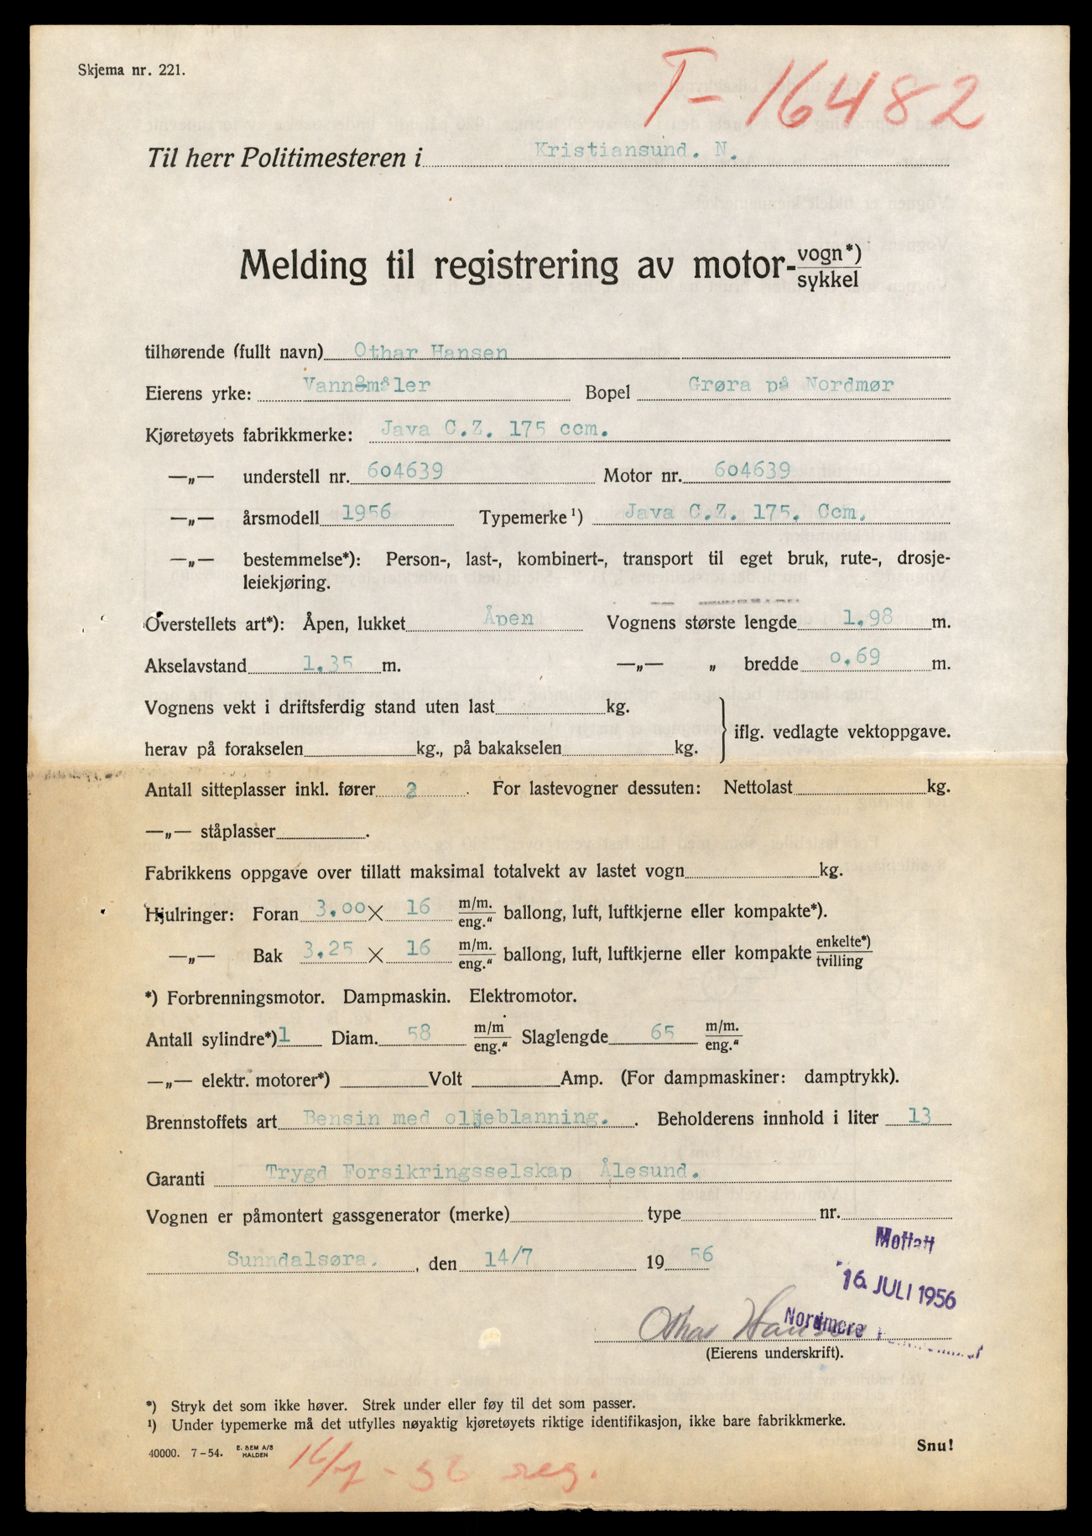 Skjema nr. 221.
T-16482
Til herr Politimesteren i Kristiansund. N.
Melding til registrering av motor- vogn*) sykkel
tilhørende (fullt navn) Othar Hansen
Eierens yrke: Vannmåler Bopel Grøra på Nordmør
Kjøretøyets fabrikkmerke: Java C.Z. 175 ccm.
—„— understell nr. 604639 Motor nr. 604639
—„— årsmodell 1956 Typemerke¹) Java C.Z. 175. Ccm.
—„— bestemmelse*): Person-, last-, kombinert-, transport til eget bruk, rute-, drosje-
leiekjøring.
Overstellets art*): Åpen, lukket Åpen Vognens største lengde 1.98 m.
Akselavstand 1.35 m. —„— „ bredde 0.69 m.
Vognens vekt i driftsferdig stand uten last kg.
herav på forakselen kg., på bakakselen kg. } iflg. vedlagte vektoppgave.
Antall sitteplasser inkl. fører 2 . For lastevogner dessuten: Nettolast kg.
—„— ståplasser .
Fabrikkens oppgave over tillatt maksimal totalvekt av lastet vogn kg.
Hjulringer: Foran 3.00 × 16 m/m. eng.“ ballong, luft, luftkjerne eller kompakte*).
—„— Bak 3.25 × 16 m/m. eng.“ ballong, luft, luftkjerne eller kompakte enkelte*) tvilling
*) Forbrenningsmotor. Dampmaskin. Elektromotor.
Antall sylindre*) 1 Diam. 58 m/m eng.“ Slaglengde 65 m/m. eng.“
—„— elektr. motorer*) Volt Amp. (For dampmaskiner: damptrykk).
Brennstoffets art Bensin med oljeblanning. . Beholderens innhold i liter 13
Garanti Trygd Forsikringsselskap Ålesund.
Vognen er påmontert gassgenerator (merke) type nr.
Sunndalsøra. , den 14/7 19 56
Mottatt
16. JULI 1956
Nordmøre
Othar Hansen
(Eierens underskrift).
*) Stryk det som ikke høver. Strek under eller føy til det som passer.
¹) Under typemerke må det utfylles nøyaktig kjøretøyets riktige identifikasjon, ikke bare fabrikkmerke.
40000. 7-54. E. SEM A/S HALDEN
Snu!
16/7-56 reg.